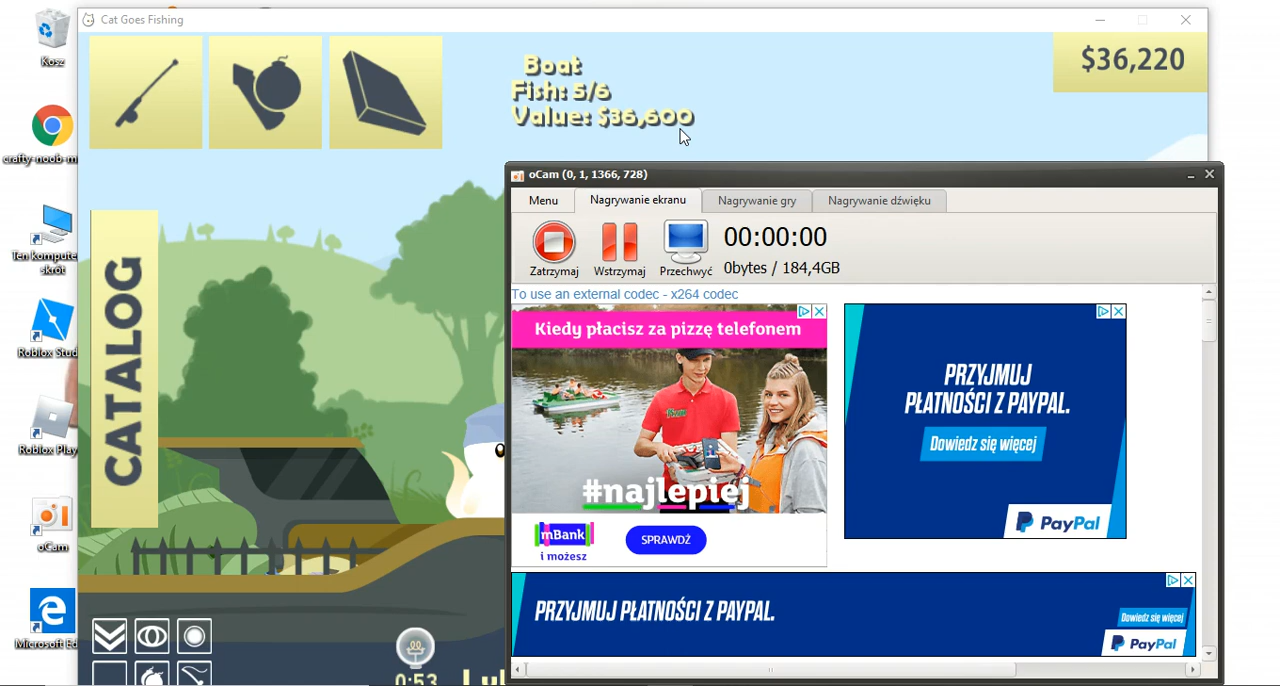 Kosz
crafty-noob-m
Ten kompute
skrót
Roblox Stud
Roblox Play
oCam
Microsoft Ed
Cat Goes Fishing
Boat
Fish: 5/6
Value: $36,600
$36,220
CATALOG
0:53
oCam (0, 1, 1366, 728)
Menu
Nagrywanie ekranu
Nagrywanie gry
Nagrywanie dźwięku
Zatrzymaj
Wstrzymaj
Przechwyć
00:00:00
0bytes / 184,4GB
To use an external codec - x264 codec
Kiedy płacisz za pizzę telefonem
#najlepiej
mBank
i możesz
SPRAWDŹ
PRZYJMUJ
PŁATNOŚCI Z PAYPAL.
Dowiedz się więcej
PayPal
PRZYJMUJ PŁATNOŚCI Z PAYPAL.
Dowiedz się więcej
PayPal